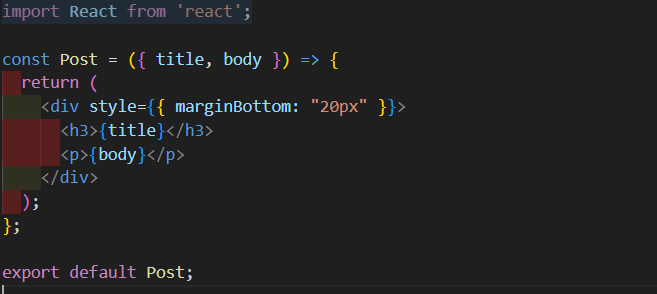 import React from 'react';
const Post = ({ title, body }) => {
  return (
    <div style={{ marginBottom: "20px" }}>
      <h3>{title}</h3>
      <p>{body}</p>
    </div>
  );
};
export default Post;